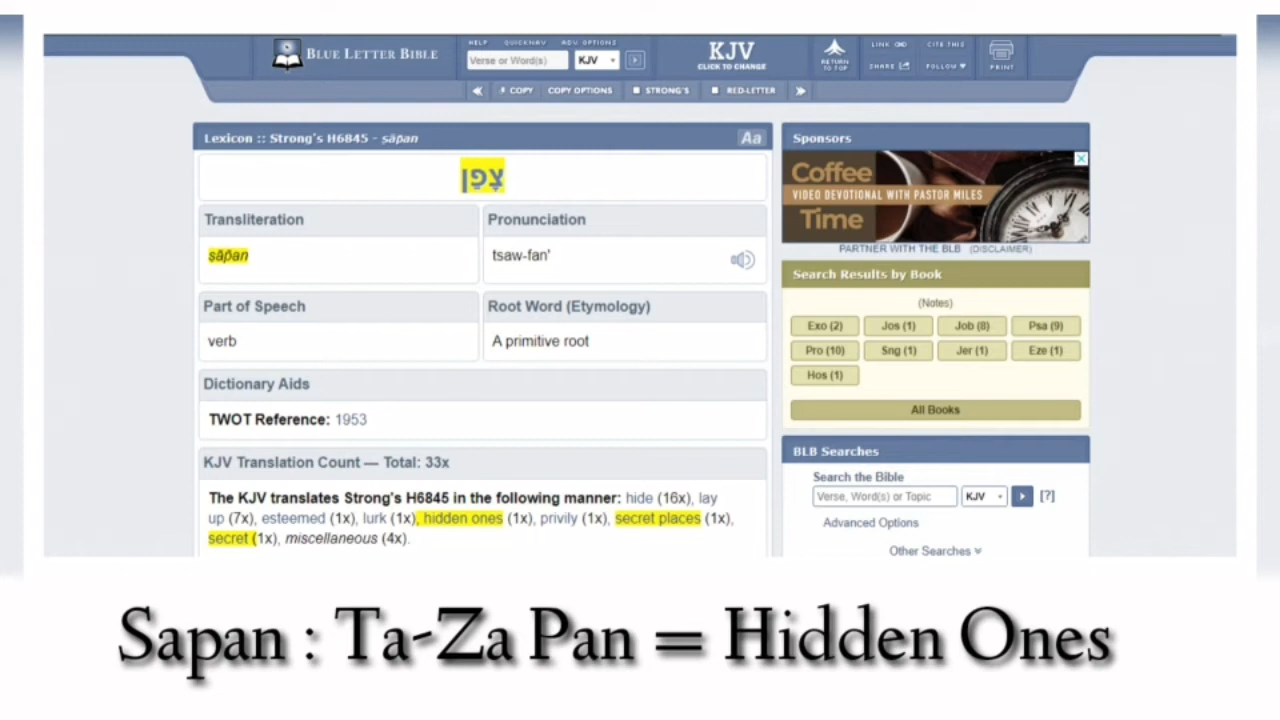 BLUE LETTER BIBLE
HELP QUICKNAV ADV OPTIONS
Verse or Word(s) KJV
KJV
CLICK TO CHANGE
RETURN TO TOP
LINK
CITE THIS
SHARE
FOLLOW
PRINT
COPY COPY OPTIONS STRONG'S RED-LETTER
Lexicon :: Strong's H6845 - ṣāp̄an
Aa
צָפַן
Transliteration
ṣāp̄an
Pronunciation
tsaw-fan'
Part of Speech
verb
Root Word (Etymology)
A primitive root
Dictionary Aids
TWOT Reference: 1953
KJV Translation Count — Total: 33x
The KJV translates Strong's H6845 in the following manner: hide (16x), lay
up (7x), esteemed (1x), lurk (1x), hidden ones (1x), privily (1x), secret places (1x),
secret (1x), miscellaneous (4x).
Sponsors
Coffee
VIDEO DEVOTIONAL WITH PASTOR MILES
Time
PARTNER WITH THE BLB (DISCLAIMER)
Search Results by Book
(Notes)
Exo (2) Jos (1) Job (8) Psa (9)
Pro (10) Sng (1) Jer (1) Eze (1)
Hos (1)
All Books
BLB Searches
Search the Bible
Verse, Word(s) or Topic KJV [?]
Advanced Options
Other Searches
Sapan : Ta-Za Pan = Hidden Ones